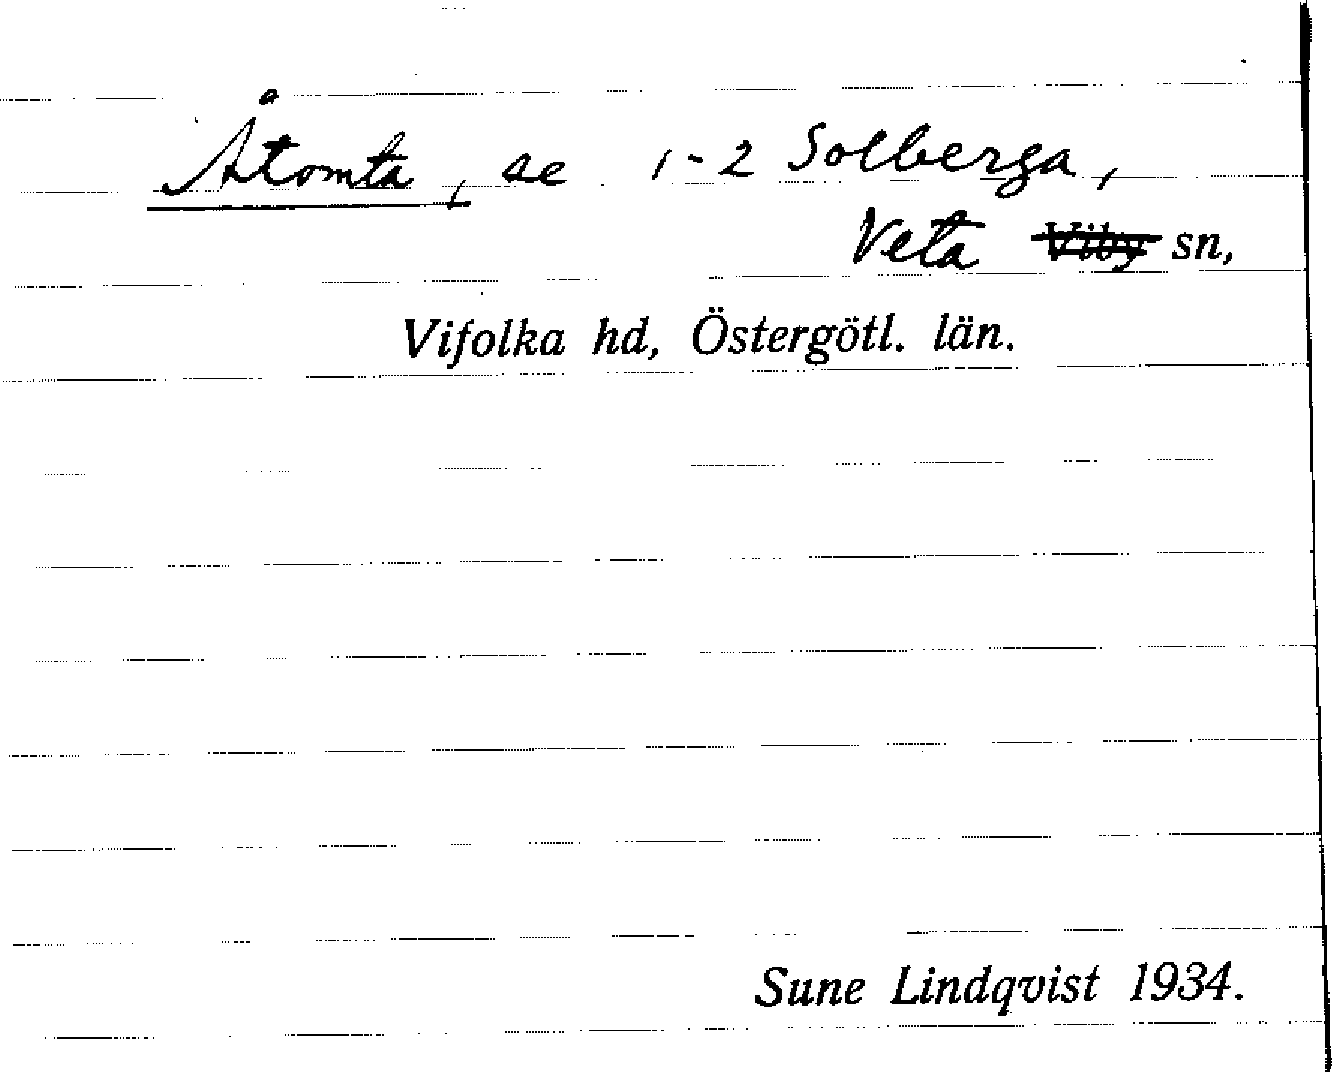 Åtomta, se 1-2 Solberga,
Veta Viby sn,
Vifolka hd, Östergötl. län.
Sune Lindqvist 1934.